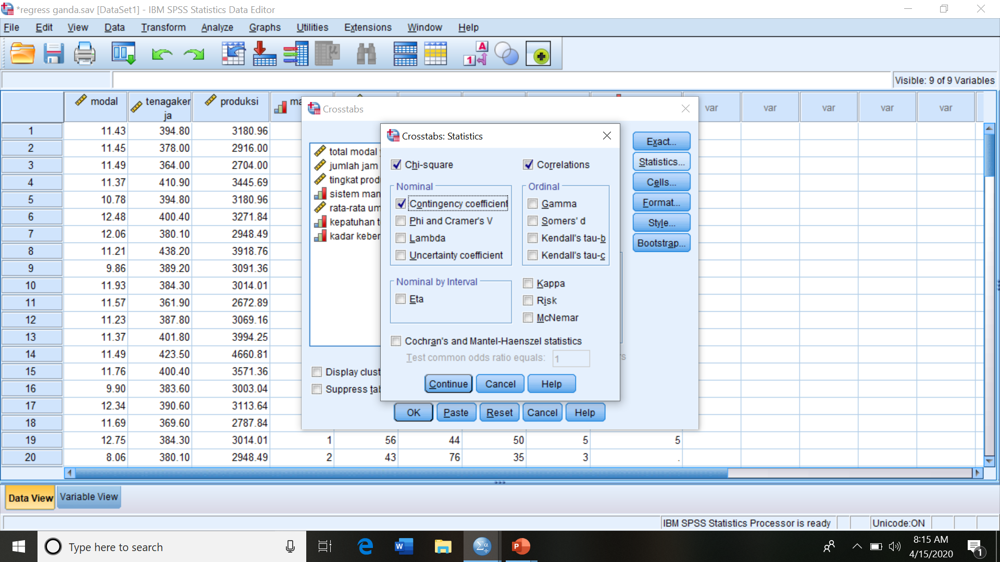 *regress ganda.sav [DataSet1] - IBM SPSS Statistics Data Editor
File Edit View Data Transform Analyze Graphs Utilities Extensions Window Help
Visible: 9 of 9 Variables
modal tenagaker produksi ma var var var var var
ja
1 11.43 394.80 3180.96
2 11.45 378.00 2916.00
3 11.49 364.00 2704.00
4 11.37 410.90 3445.69
5 10.78 394.80 3180.96
6 12.48 400.40 3271.84
7 12.06 380.10 2948.49
8 11.21 438.20 3918.76
9 9.86 389.20 3091.36
10 11.93 384.30 3014.01
11 11.57 361.90 2672.89
12 11.23 387.80 3069.16
13 11.37 401.80 3994.25
14 11.49 423.50 4660.81
15 11.76 400.40 3571.36
16 9.90 383.60 3003.04
17 12.34 390.60 3113.64
18 11.69 369.60 2787.84
19 12.75 384.30 3014.01 1 56 44 50 5 5
20 8.06 380.10 2948.49 2 43 76 35 3 .
Crosstabs
total modal
jumlah jam
tingkat prod
sistem man
rata-rata um
kepatuhan t
kadar keber
Display clust
Suppress tab
Exact...
Statistics...
Cells...
Format...
Style...
Bootstrap...
OK Paste Reset Cancel Help
Crosstabs: Statistics
Chi-square Correlations
Nominal
Contingency coefficient
Phi and Cramer's V
Lambda
Uncertainty coefficient
Ordinal
Gamma
Somers' d
Kendall's tau-b
Kendall's tau-c
Nominal by Interval
Eta
Kappa
Risk
McNemar
Cochran's and Mantel-Haenszel statistics
Test common odds ratio equals: 1
Continue Cancel Help
Data View Variable View
IBM SPSS Statistics Processor is ready Unicode:ON
Type here to search
8:15 AM
4/15/2020
1